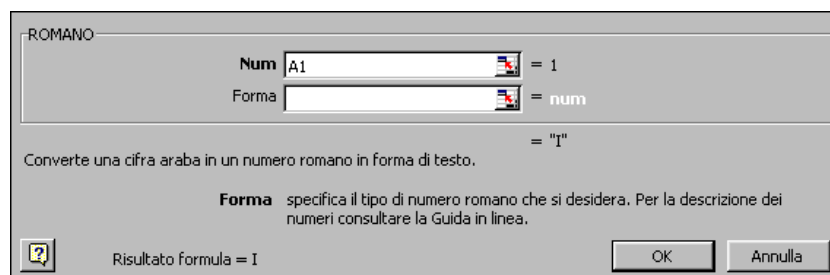 ROMANO
Num A1 = 1
Forma = num
= "I"
Converte una cifra araba in un numero romano in forma di testo.
Forma specifica il tipo di numero romano che si desidera. Per la descrizione dei
numeri consultare la Guida in linea.
? Risultato formula = I OK Annulla